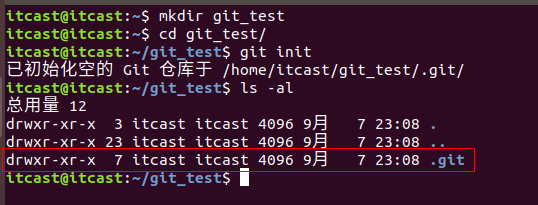 itcast@itcast:~$ mkdir git_test
itcast@itcast:~$ cd git_test/
itcast@itcast:~/git_test$ git init
已初始化空的 Git 仓库于 /home/itcast/git_test/.git/
itcast@itcast:~/git_test$ ls -al
总用量 12
drwxr-xr-x  3 itcast itcast 4096 9月   7 23:08 .
drwxr-xr-x 23 itcast itcast 4096 9月   7 23:08 ..
drwxr-xr-x  7 itcast itcast 4096 9月   7 23:08 .git
itcast@itcast:~/git_test$